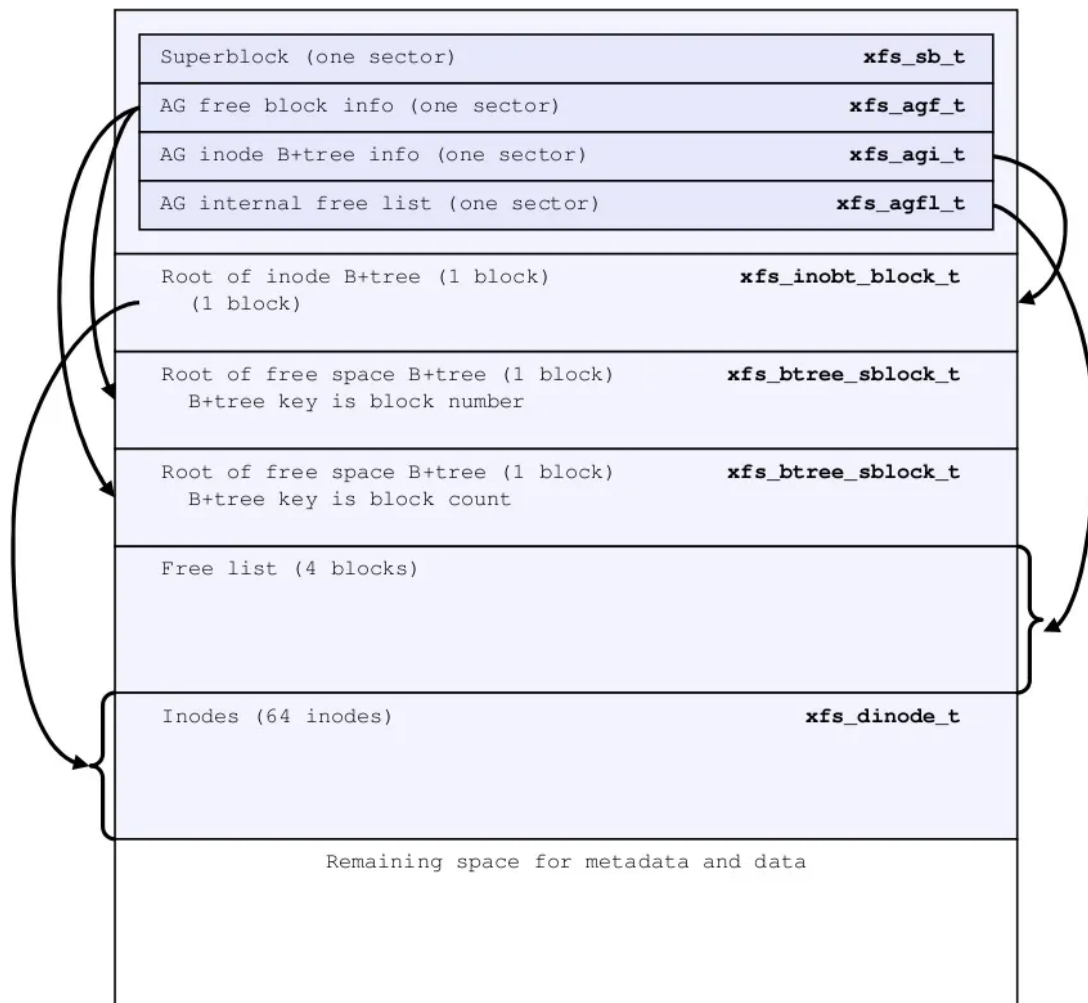 Superblock (one sector) xfs_sb_t
AG free block info (one sector) xfs_agf_t
AG inode B+tree info (one sector) xfs_agi_t
AG internal free list (one sector) xfs_agfl_t
Root of inode B+tree (1 block) xfs_inobt_block_t
(1 block)
Root of free space B+tree (1 block) xfs_btree_sblock_t
B+tree key is block number
Root of free space B+tree (1 block) xfs_btree_sblock_t
B+tree key is block count
Free list (4 blocks)
Inodes (64 inodes) xfs_dinode_t
Remaining space for metadata and data